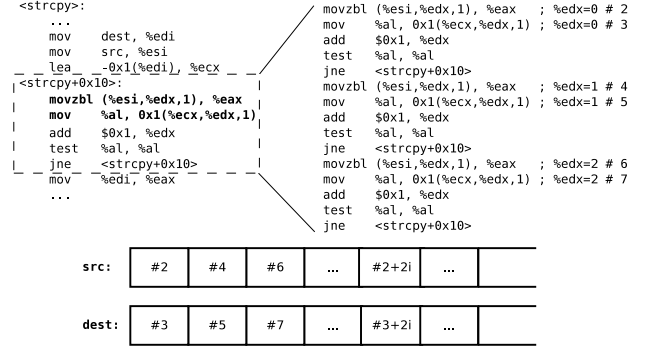 <strcpy>:
...
mov dest, %edi
mov src, %esi
lea -0x1(%edi), %ecx
<strcpy+0x10>:
movzbl (%esi,%edx,1), %eax
mov %al, 0x1(%ecx,%edx,1)
add $0x1, %edx
test %al, %al
jne <strcpy+0x10>
mov %edi, %eax
...
movzbl (%esi,%edx,1), %eax ; %edx=0 # 2
mov %al, 0x1(%ecx,%edx,1) ; %edx=0 # 3
add $0x1, %edx
test %al, %al
jne <strcpy+0x10>
movzbl (%esi,%edx,1), %eax ; %edx=1 # 4
mov %al, 0x1(%ecx,%edx,1) ; %edx=1 # 5
add $0x1, %edx
test %al, %al
jne <strcpy+0x10>
movzbl (%esi,%edx,1), %eax ; %edx=2 # 6
mov %al, 0x1(%ecx,%edx,1) ; %edx=2 # 7
add $0x1, %edx
test %al, %al
jne <strcpy+0x10>
src: #2 #4 #6 ... #2+2i ...
dest: #3 #5 #7 ... #3+2i ...